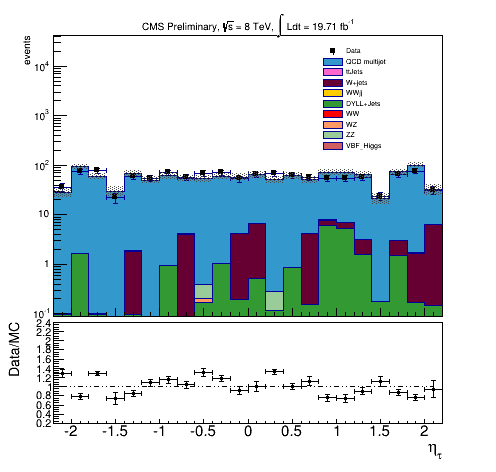 CMS Preliminary, √s = 8 TeV, ∫ Ldt = 19.71 fb⁻¹
events
Data
QCD multijet
ttJets
W+jets
WWjj
DYLL+Jets
WW
WZ
ZZ
VBF_Higgs
10⁴
10³
10²
10
1
10⁻¹
Data/MC
2.4
2.2
2
1.8
1.6
1.4
1.2
1
0.8
0.6
0.4
0.2
-2 -1.5 -1 -0.5 0 0.5 1 1.5 2
ητ